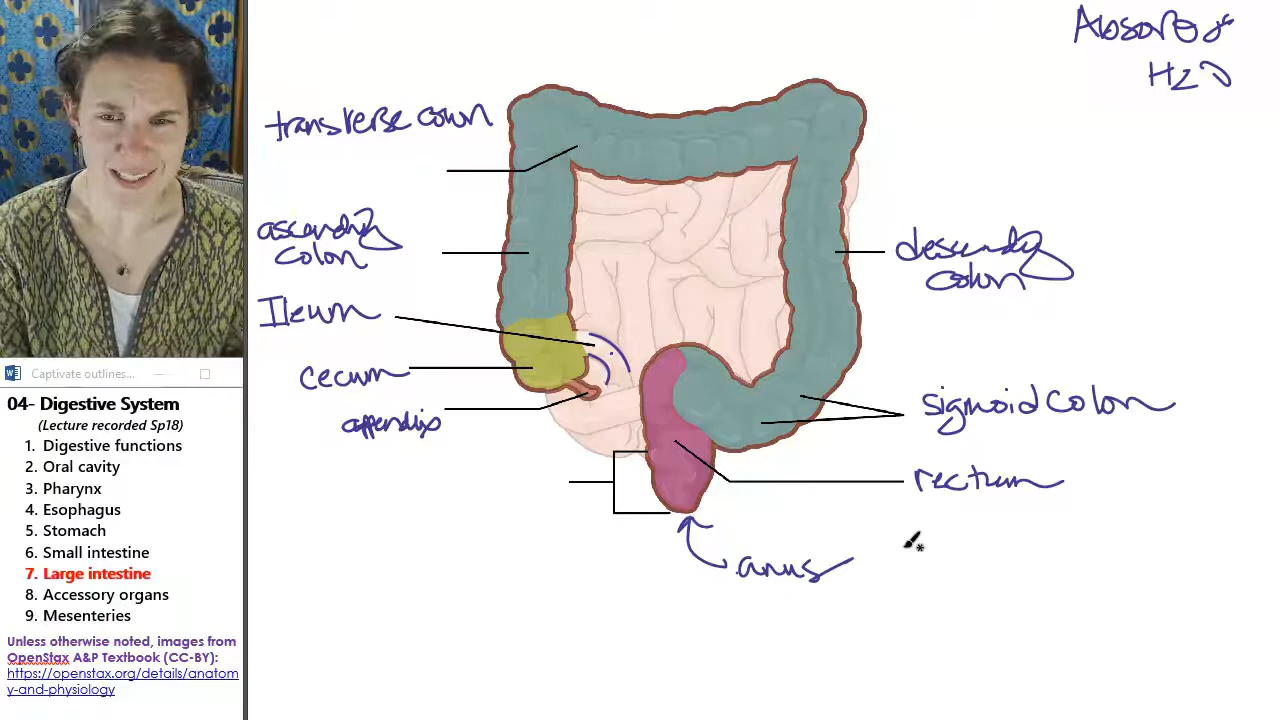 Absorbs
H2O
transverse colon
ascending
colon
Ileum
cecum
appendix
descending
colon
sigmoid colon
rectum
anus
Captivate outlines...
04- Digestive System
(Lecture recorded Sp18)
1. Digestive functions
2. Oral cavity
3. Pharynx
4. Esophagus
5. Stomach
6. Small intestine
7. Large intestine
8. Accessory organs
9. Mesenteries
Unless otherwise noted, images from
OpenStax A&P Textbook (CC-BY):
https://openstax.org/details/anatom
y-and-physiology